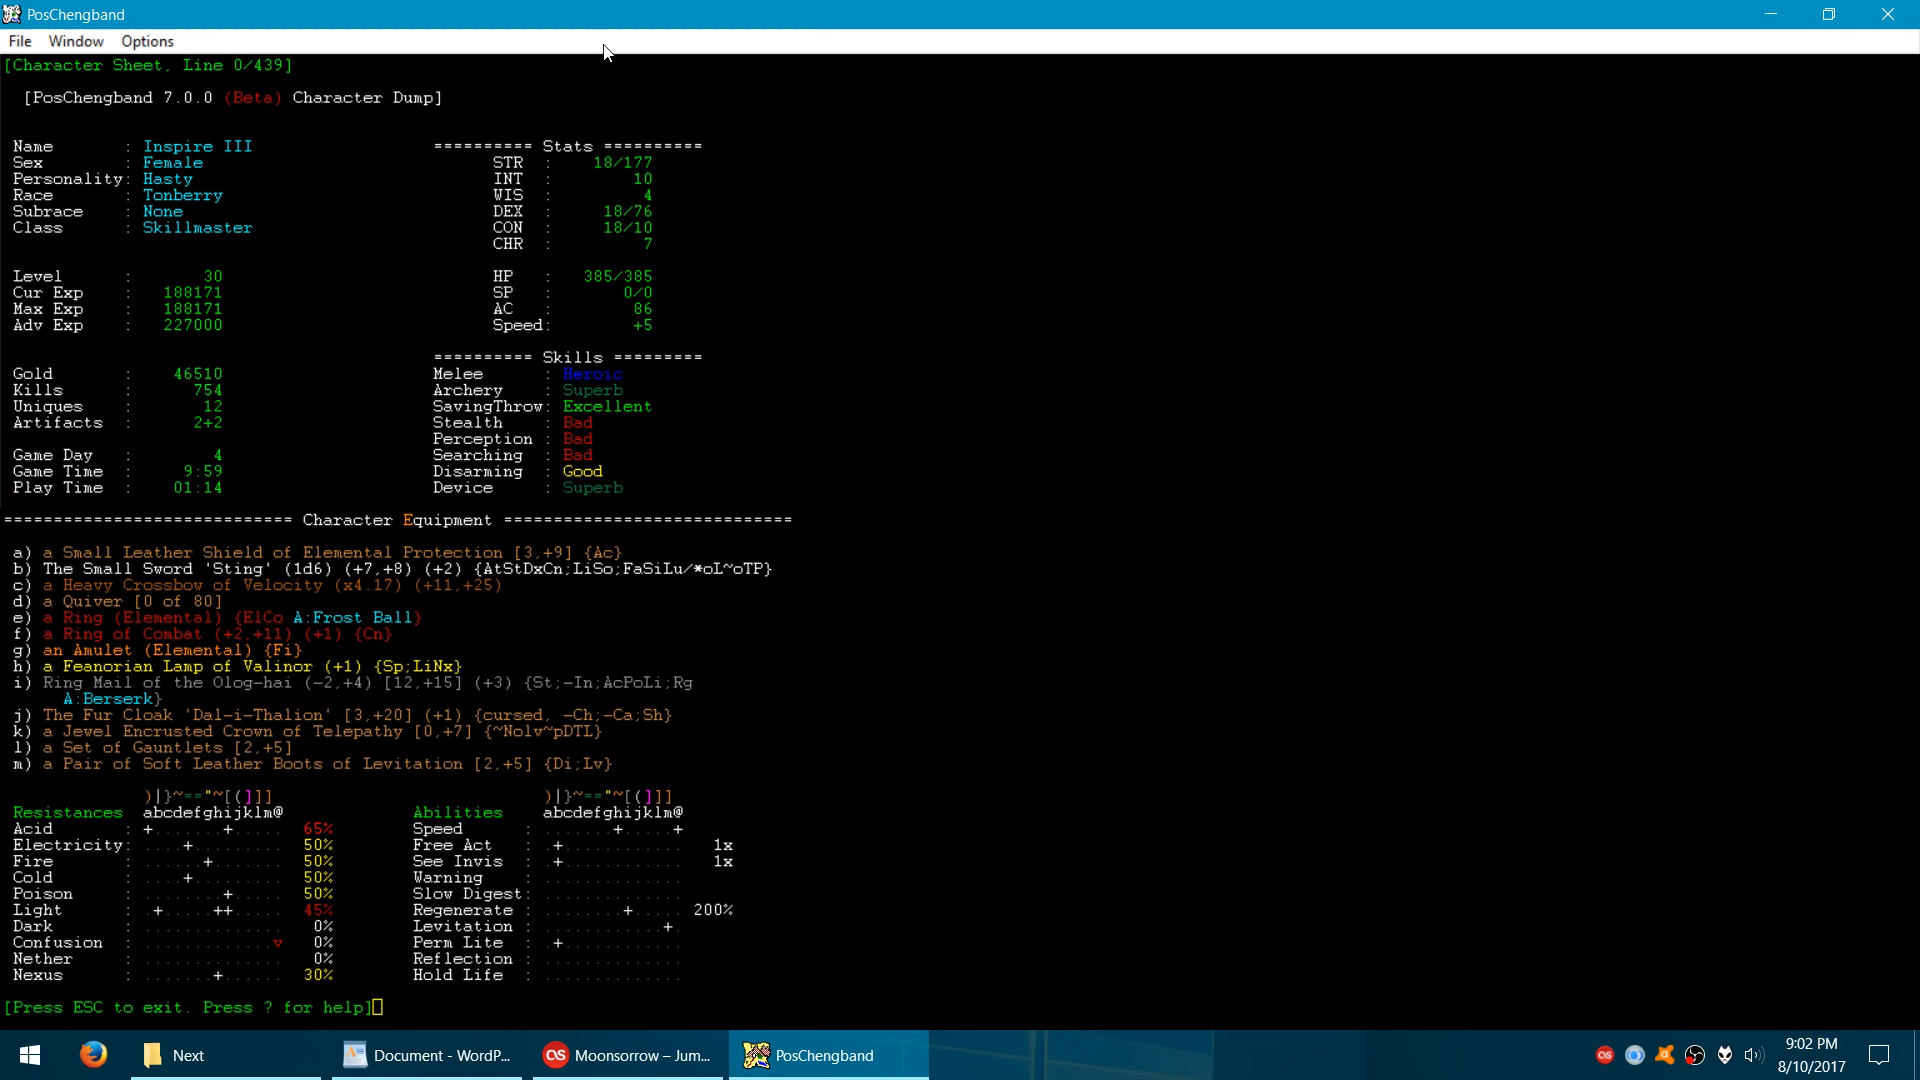 PosChengband
File Window Options
[Character Sheet, Line 0/439]
[PosChengband 7.0.0 (Beta) Character Dump]
Name : Inspire III ========== Stats ==========
Sex : Female STR : 18/177
Personality: Hasty INT : 10
Race : Tonberry WIS : 4
Subrace : None DEX : 18/76
Class : Skillmaster CON : 18/10
CHR : 7
Level : 30 HP : 385/385
Cur Exp : 188171 SP : 0/0
Max Exp : 188171 AC : 86
Adv Exp : 227000 Speed: +5
========== Skills =========
Gold : 46510 Melee : Heroic
Kills : 754 Archery : Superb
Uniques : 12 SavingThrow: Excellent
Artifacts : 2+2 Stealth : Bad
Perception : Bad
Game Day : 4 Searching : Bad
Game Time : 9:59 Disarming : Good
Play Time : 01:14 Device : Superb
============================= Character Equipment =============================
a) a Small Leather Shield of Elemental Protection [3,+9] {Ac}
b) The Small Sword 'Sting' (1d6) (+7,+8) (+2) {AtStDxCn;LiSo;FaSiLu/*oL~oTP}
c) a Heavy Crossbow of Velocity (x4.17) (+11,+25)
d) a Quiver [0 of 80]
e) a Ring (Elemental) {ElCo A:Frost Ball}
f) a Ring of Combat (+2,+11) (+1) {Cn}
g) an Amulet (Elemental) {Fi}
h) a Feanorian Lamp of Valinor (+1) {Sp;LiNx}
i) Ring Mail of the Olog-hai (-2,+4) [12,+15] (+3) {St;-In;AcPoLi;Rg
A:Berserk}
j) The Fur Cloak 'Dal-i-Thalion' [3,+20] (+1) {cursed, -Ch;-Ca;Sh}
k) a Jewel Encrusted Crown of Telepathy [0,+7] {~Nolv~pDTL}
l) a Set of Gauntlets [2,+5]
m) a Pair of Soft Leather Boots of Levitation [2,+5] {Di;Lv}
)|}~=="~[(]]] )|}~=="~[(]]]
Resistances abcdefghijklm@ Abilities abcdefghijklm@
Acid : +.......+..... 65% Speed : .......+.....+
Electricity: ....+......... 50% Free Act : .+............ 1x
Fire : ......+....... 50% See Invis : .+............ 1x
Cold : ....+......... 50% Warning : ..............
Poison : ........+..... 50% Slow Digest: ..............
Light : .+.....++..... 45% Regenerate : ........+..... 200%
Dark : .............. 0% Levitation : ............+.
Confusion : .............v 0% Perm Lite : .+............
Nether : .............. 0% Reflection : ..............
Nexus : .......+...... 30% Hold Life : ..............
[Press ESC to exit. Press ? for help]
Next Document - WordP... Moonsorrow – Jum... PosChengband 9:02 PM
8/10/2017